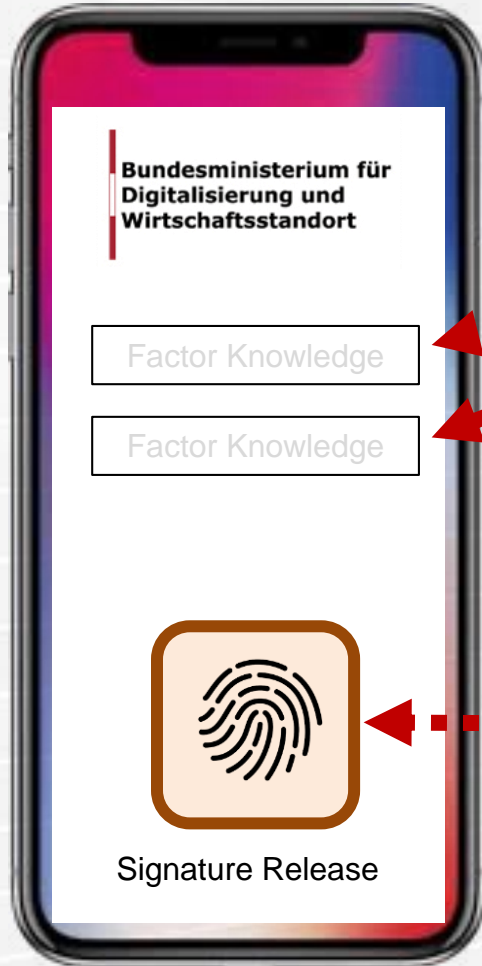 Bundesministerium für
Digitalisierung und
Wirtschaftsstandort
Factor Knowledge
Factor Knowledge
Signature Release